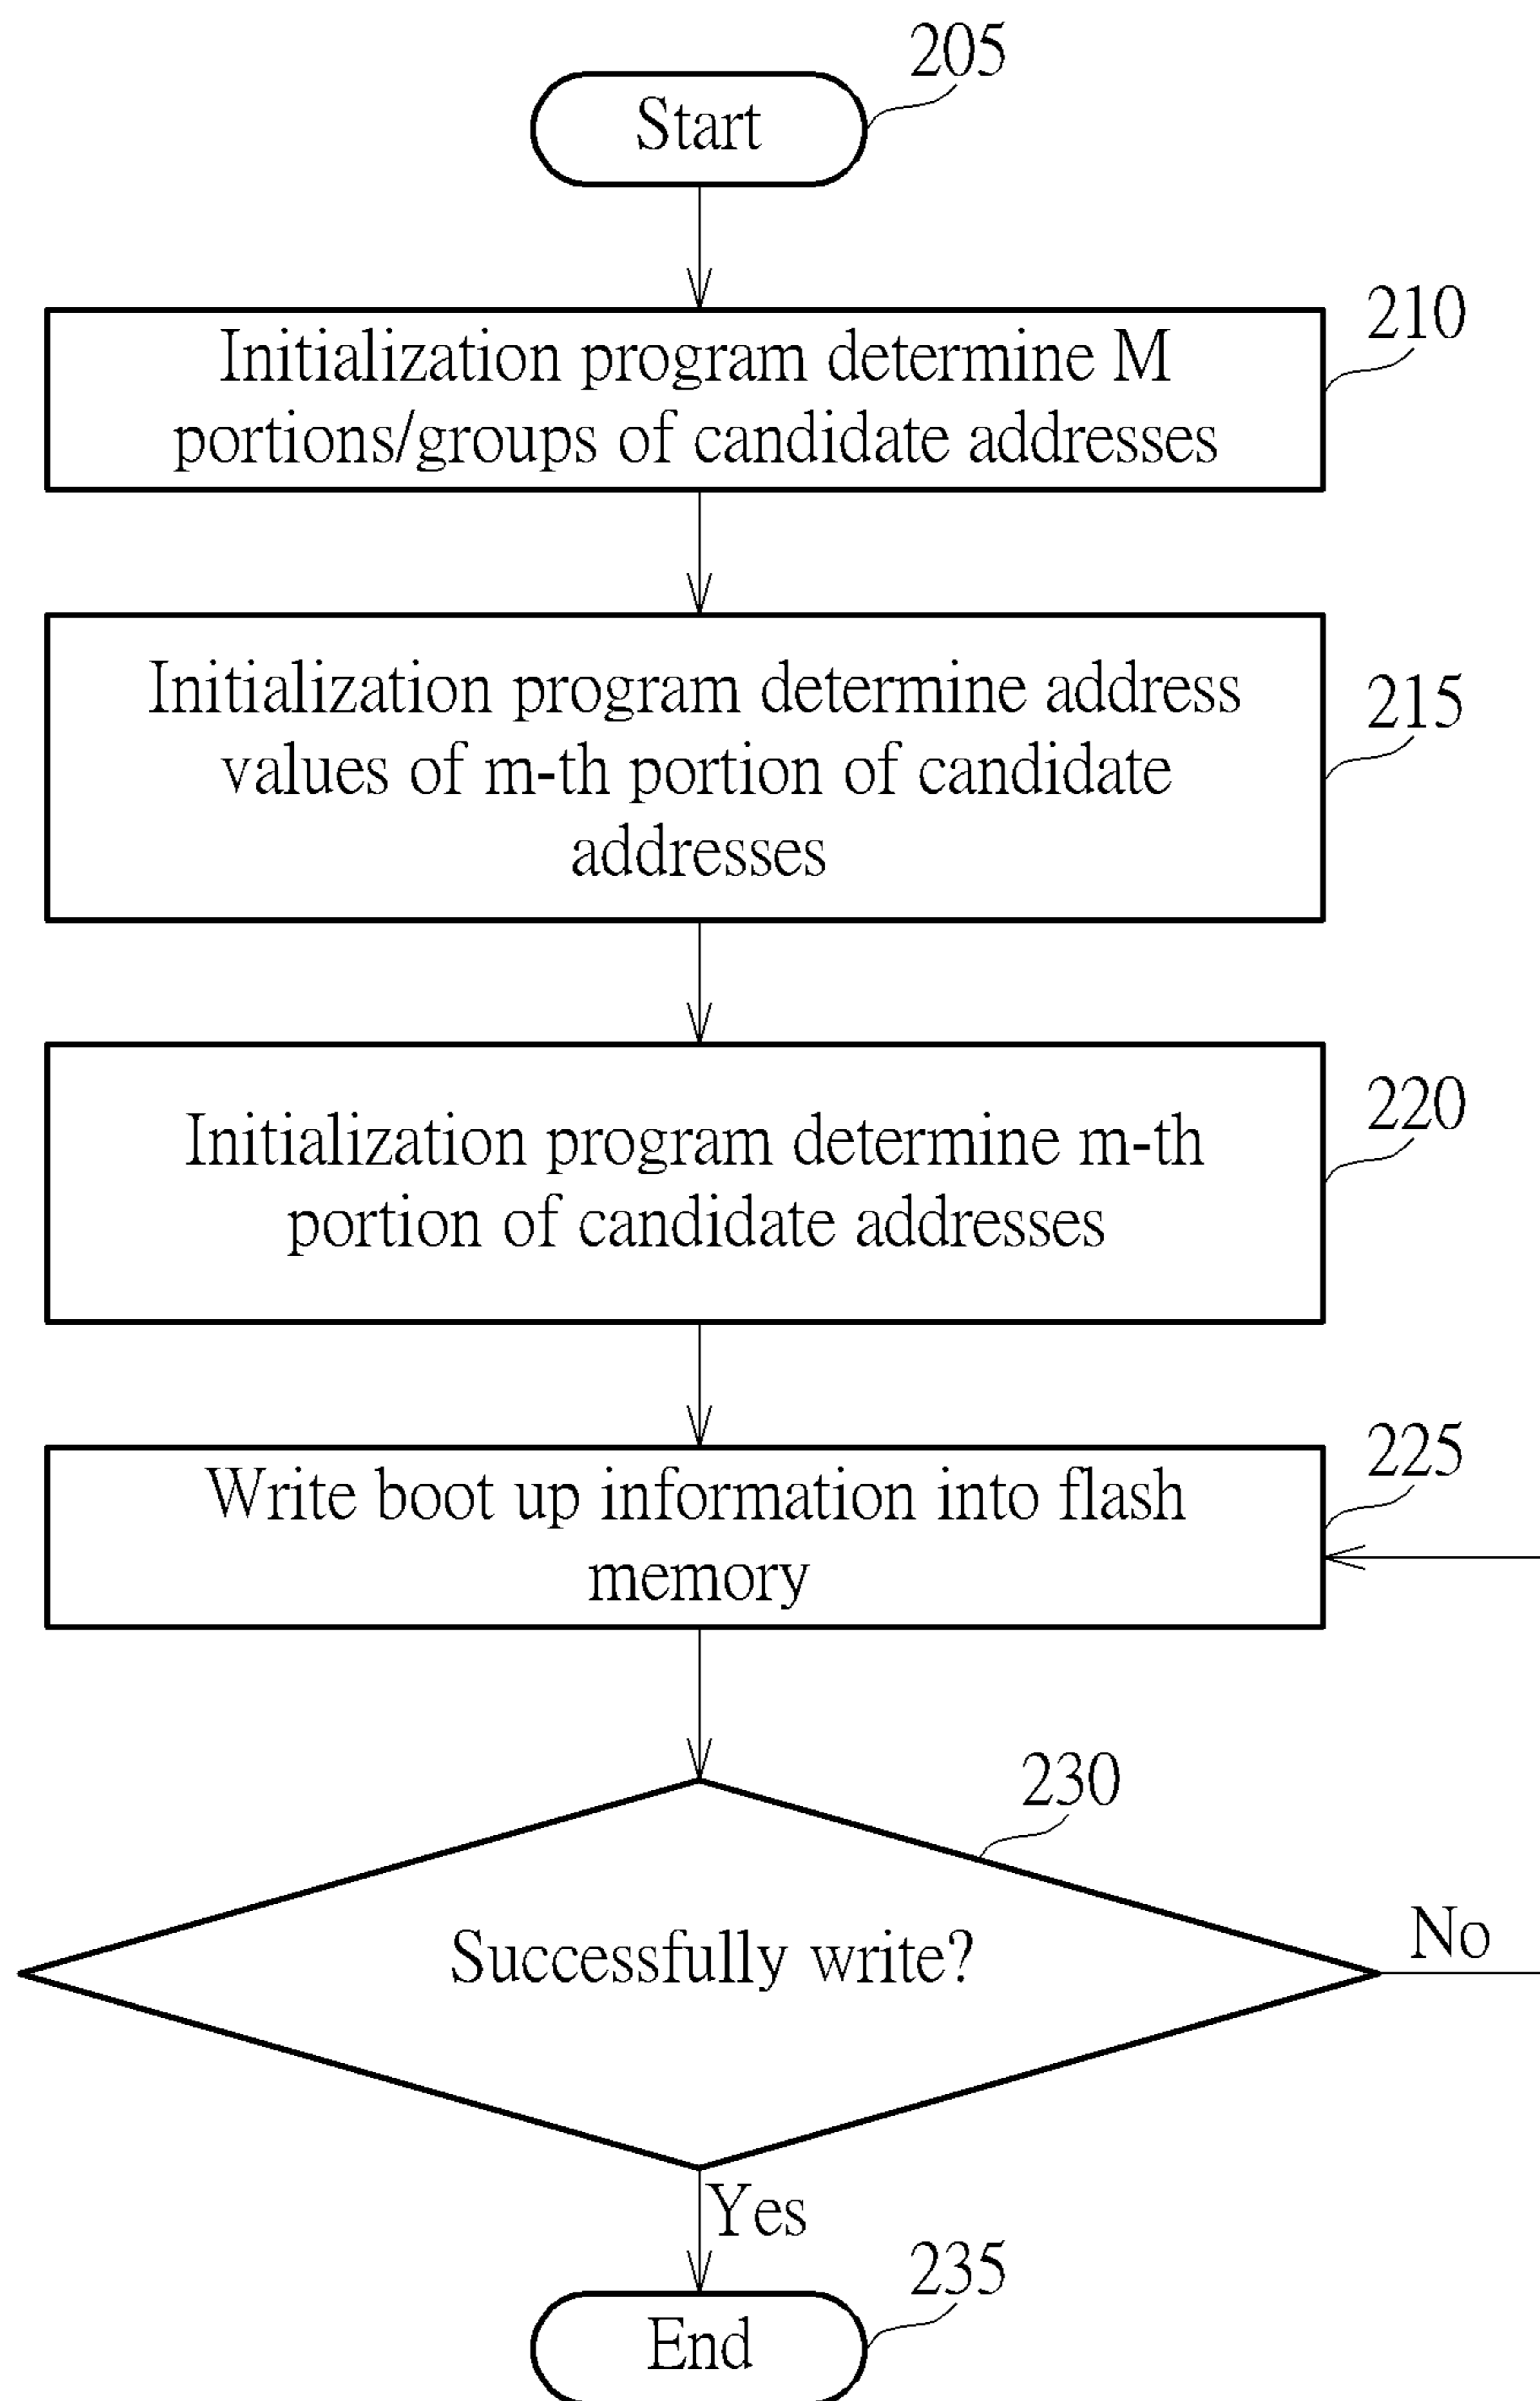 205
Start
210
Initialization program determine M
portions/groups of candidate addresses
215
Initialization program determine address
values of m-th portion of candidate
addresses
220
Initialization program determine m-th
portion of candidate addresses
225
Write boot up information into flash
memory
230
Successfully write?
No
Yes
235
End